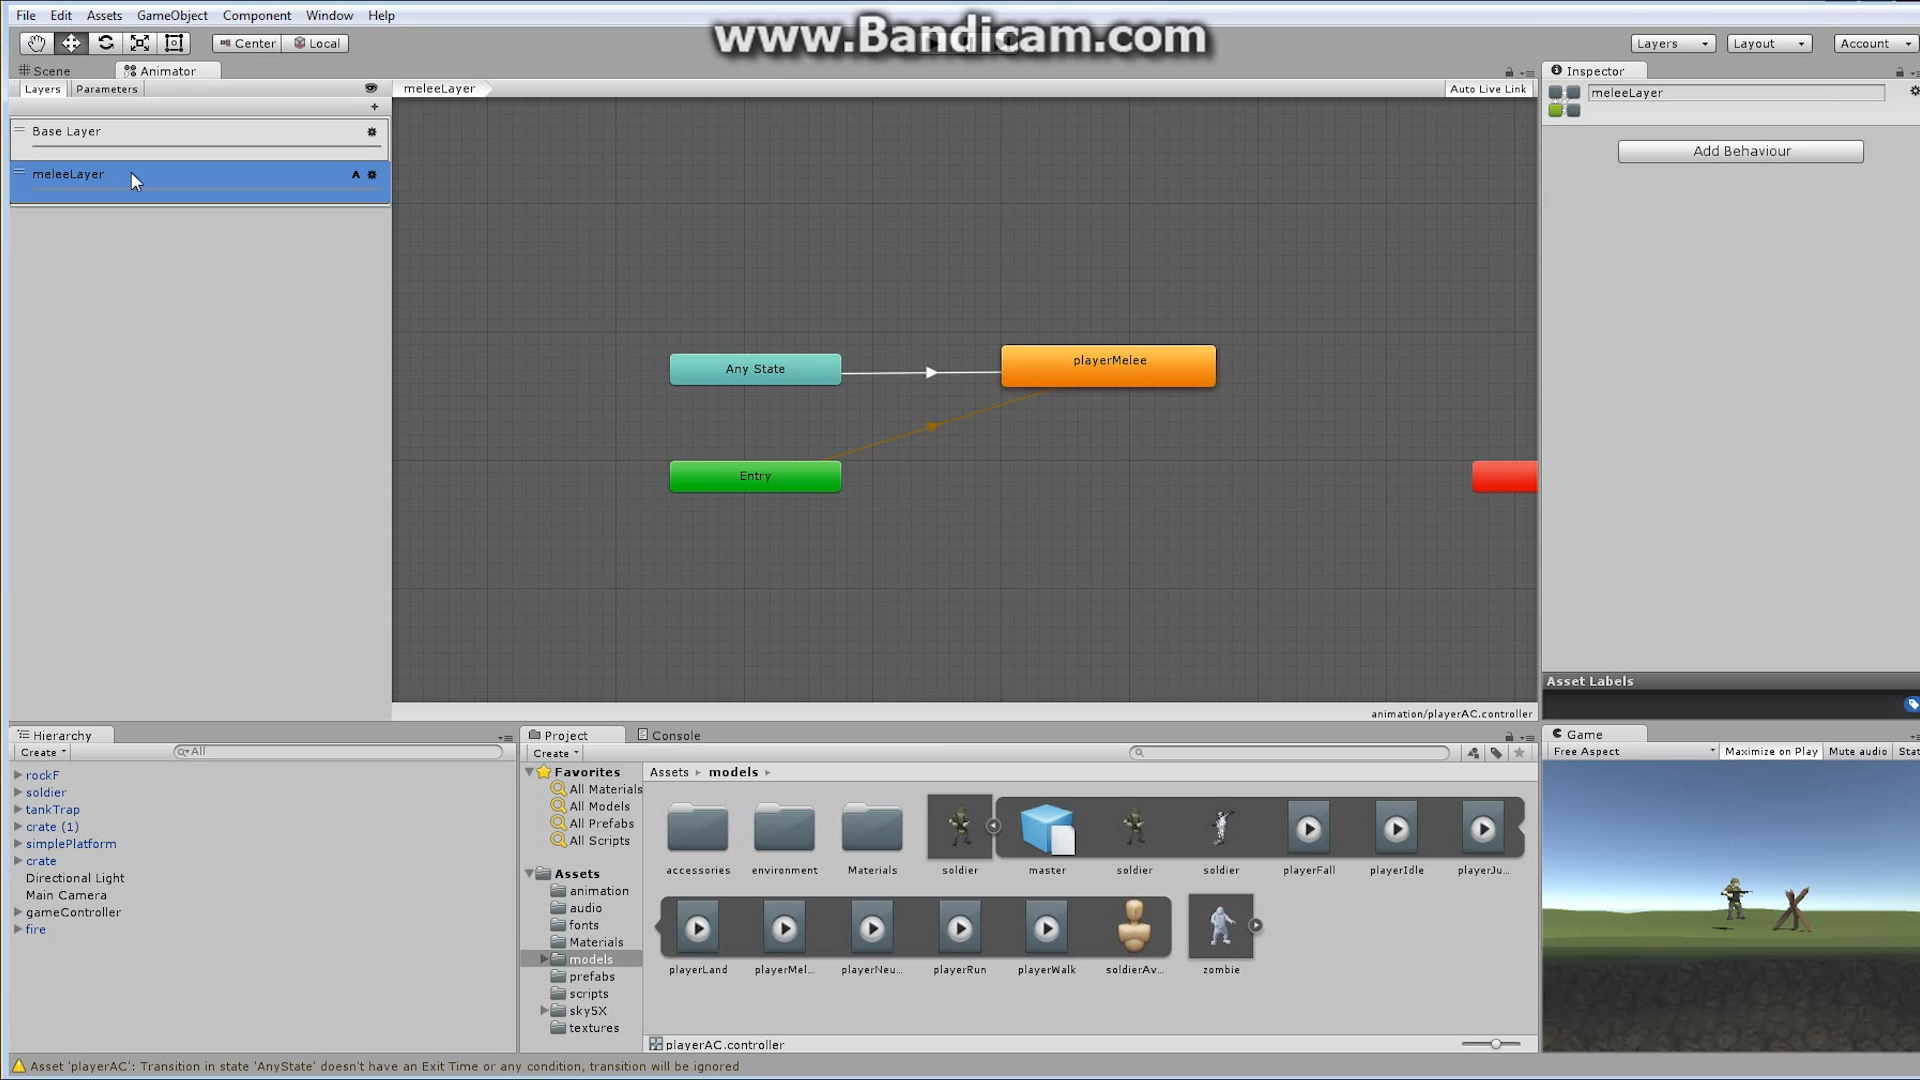 File Edit Assets GameObject Component Window Help
www.Bandicam.com
Center Local
Layers Layout Account
Scene Animator
Inspector
Layers Parameters
meleeLayer
Auto Live Link
meleeLayer
Base Layer
meleeLayer A
Add Behaviour
Any State
playerMelee
Entry
Asset Labels
animation/playerAC.controller
Hierarchy
Create
All
rockF
soldier
tankTrap
crate (1)
simplePlatform
crate
Directional Light
Main Camera
gameController
fire
Project Console
Create
Favorites
All Materials
All Models
All Prefabs
All Scripts
Assets
animation
audio
fonts
Materials
models
prefabs
scripts
sky5X
textures
Assets models
accessories environment Materials soldier master soldier soldier playerFall playerIdle playerJu...
playerLand playerMel... playerNeu... playerRun playerWalk soldierAv... zombie
playerAC.controller
Game
Free Aspect Maximize on Play Mute audio Stat
Asset 'playerAC': Transition in state 'AnyState' doesn't have an Exit Time or any condition, transition will be ignored